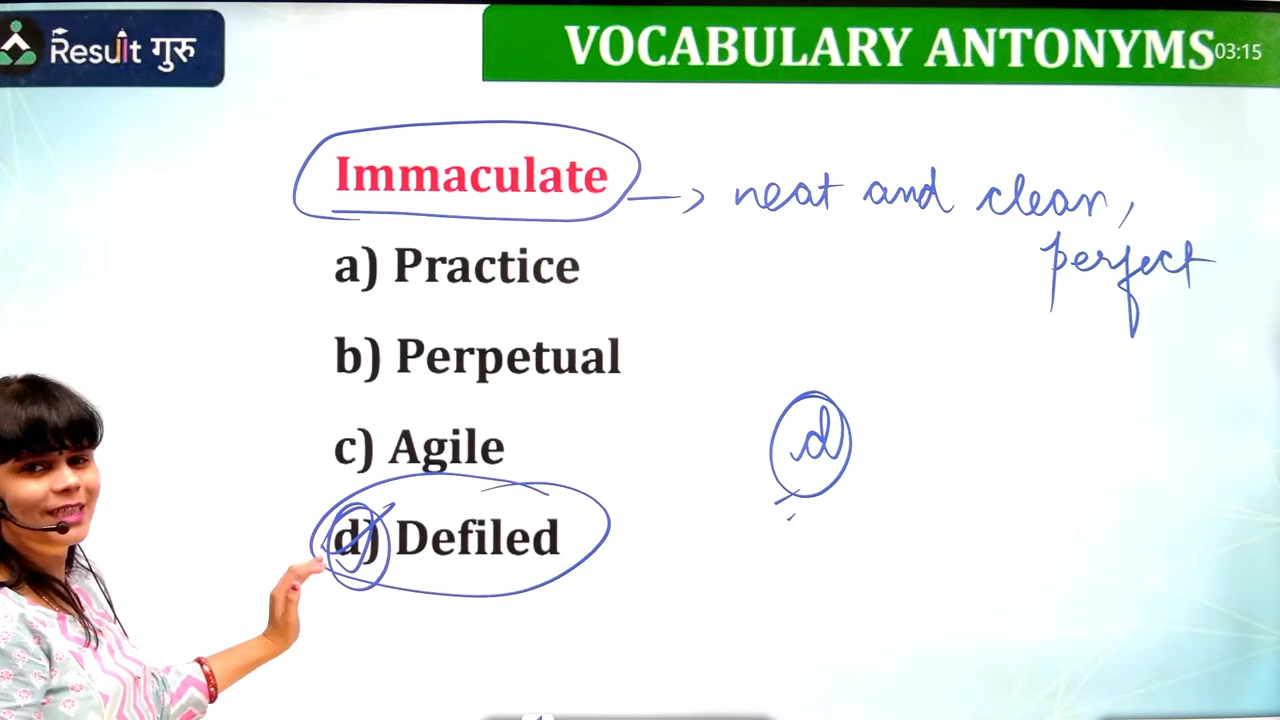 Result गुरु
VOCABULARY ANTONYMS
03:15
Immaculate → neat and clean,
perfect
a) Practice
b) Perpetual
c) Agile
d
d) Defiled